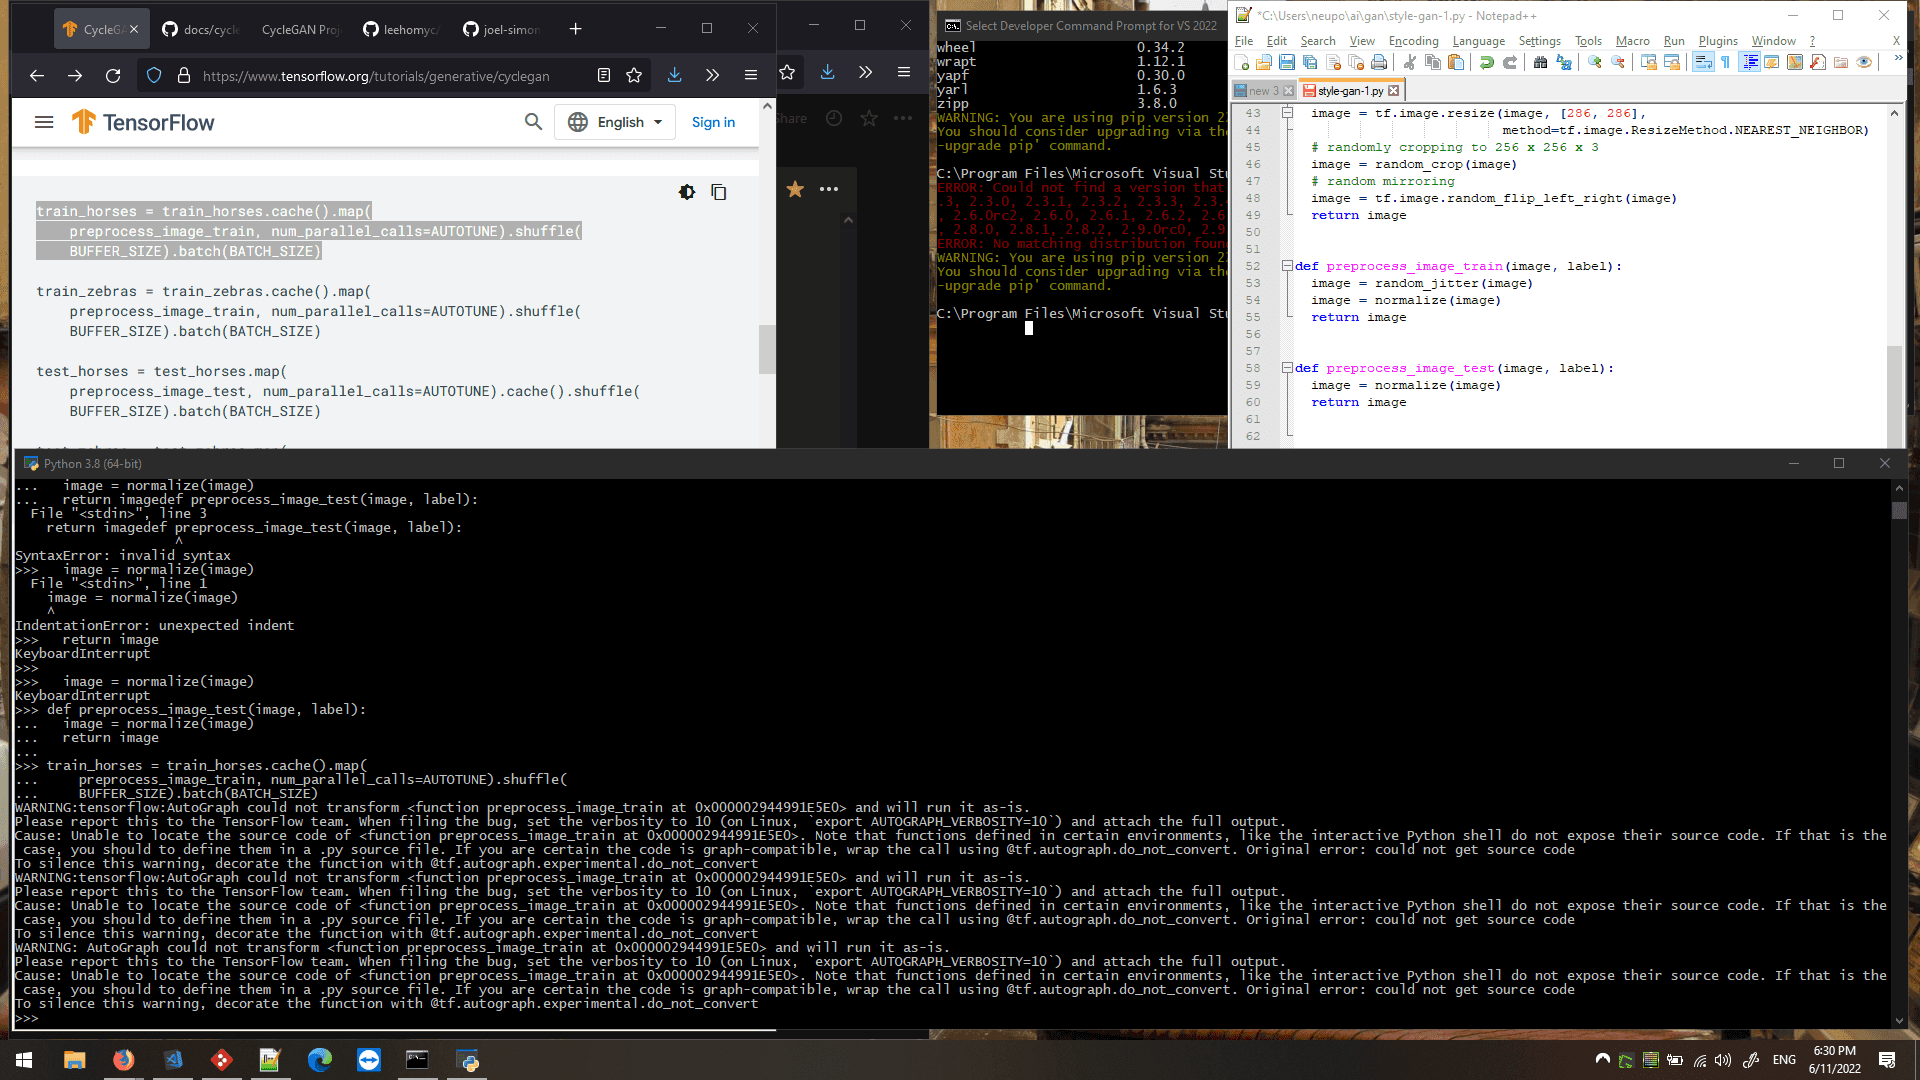 CycleGA
docs/cycle
CycleGAN Proj
leehomyc/
joel-simon
https://www.tensorflow.org/tutorials/generative/cyclegan
TensorFlow
English
Sign in
train_horses = train_horses.cache().map(
preprocess_image_train, num_parallel_calls=AUTOTUNE).shuffle(
BUFFER_SIZE).batch(BATCH_SIZE)
train_zebras = train_zebras.cache().map(
preprocess_image_train, num_parallel_calls=AUTOTUNE).shuffle(
BUFFER_SIZE).batch(BATCH_SIZE)
test_horses = test_horses.map(
preprocess_image_test, num_parallel_calls=AUTOTUNE).cache().shuffle(
BUFFER_SIZE).batch(BATCH_SIZE)
Share
Select Developer Command Prompt for VS 2022
wheel 0.34.2
wrapt 1.12.1
yapf 0.30.0
yarl 1.6.3
zipp 3.8.0
WARNING: You are using pip version 2
You should consider upgrading via the
-upgrade pip' command.
C:\Program Files\Microsoft Visual Stu
ERROR: Could not find a version that
.3, 2.3.0, 2.3.1, 2.3.2, 2.3.3, 2.3.
, 2.6.0rc2, 2.6.0, 2.6.1, 2.6.2, 2.6
, 2.8.0, 2.8.1, 2.8.2, 2.9.0rc0, 2.9
ERROR: No matching distribution foun
WARNING: You are using pip version 2
You should consider upgrading via the
-upgrade pip' command.
C:\Program Files\Microsoft Visual Stu
*C:\Users\neupo\ai\gan\style-gan-1.py - Notepad++
File Edit Search View Encoding Language Settings Tools Macro Run Plugins Window ? X
new 3 style-gan-1.py
43 image = tf.image.resize(image, [286, 286],
44 method=tf.image.ResizeMethod.NEAREST_NEIGHBOR)
45 # randomly cropping to 256 x 256 x 3
46 image = random_crop(image)
47 # random mirroring
48 image = tf.image.random_flip_left_right(image)
49 return image
50
51
52 def preprocess_image_train(image, label):
53 image = random_jitter(image)
54 image = normalize(image)
55 return image
56
57
58 def preprocess_image_test(image, label):
59 image = normalize(image)
60 return image
61
62
Python 3.8 (64-bit)
... image = normalize(image)
... return imagedef preprocess_image_test(image, label):
File "<stdin>", line 3
return imagedef preprocess_image_test(image, label):
^
SyntaxError: invalid syntax
>>> image = normalize(image)
File "<stdin>", line 1
image = normalize(image)
^
IndentationError: unexpected indent
>>> return image
KeyboardInterrupt
>>>
>>> image = normalize(image)
KeyboardInterrupt
>>> def preprocess_image_test(image, label):
... image = normalize(image)
... return image
...
>>> train_horses = train_horses.cache().map(
... preprocess_image_train, num_parallel_calls=AUTOTUNE).shuffle(
... BUFFER_SIZE).batch(BATCH_SIZE)
WARNING:tensorflow:AutoGraph could not transform <function preprocess_image_train at 0x000002944991E5E0> and will run it as-is.
Please report this to the TensorFlow team. When filing the bug, set the verbosity to 10 (on Linux, `export AUTOGRAPH_VERBOSITY=10`) and attach the full output.
Cause: Unable to locate the source code of <function preprocess_image_train at 0x000002944991E5E0>. Note that functions defined in certain environments, like the interactive Python shell do not expose their source code. If that is the
case, you should to define them in a .py source file. If you are certain the code is graph-compatible, wrap the call using @tf.autograph.do_not_convert. Original error: could not get source code
To silence this warning, decorate the function with @tf.autograph.experimental.do_not_convert
WARNING:tensorflow:AutoGraph could not transform <function preprocess_image_train at 0x000002944991E5E0> and will run it as-is.
Please report this to the TensorFlow team. When filing the bug, set the verbosity to 10 (on Linux, `export AUTOGRAPH_VERBOSITY=10`) and attach the full output.
Cause: Unable to locate the source code of <function preprocess_image_train at 0x000002944991E5E0>. Note that functions defined in certain environments, like the interactive Python shell do not expose their source code. If that is the
case, you should to define them in a .py source file. If you are certain the code is graph-compatible, wrap the call using @tf.autograph.do_not_convert. Original error: could not get source code
To silence this warning, decorate the function with @tf.autograph.experimental.do_not_convert
WARNING: AutoGraph could not transform <function preprocess_image_train at 0x000002944991E5E0> and will run it as-is.
Please report this to the TensorFlow team. When filing the bug, set the verbosity to 10 (on Linux, `export AUTOGRAPH_VERBOSITY=10`) and attach the full output.
Cause: Unable to locate the source code of <function preprocess_image_train at 0x000002944991E5E0>. Note that functions defined in certain environments, like the interactive Python shell do not expose their source code. If that is the
case, you should to define them in a .py source file. If you are certain the code is graph-compatible, wrap the call using @tf.autograph.do_not_convert. Original error: could not get source code
To silence this warning, decorate the function with @tf.autograph.experimental.do_not_convert
>>>
ENG
6:30 PM
6/11/2022